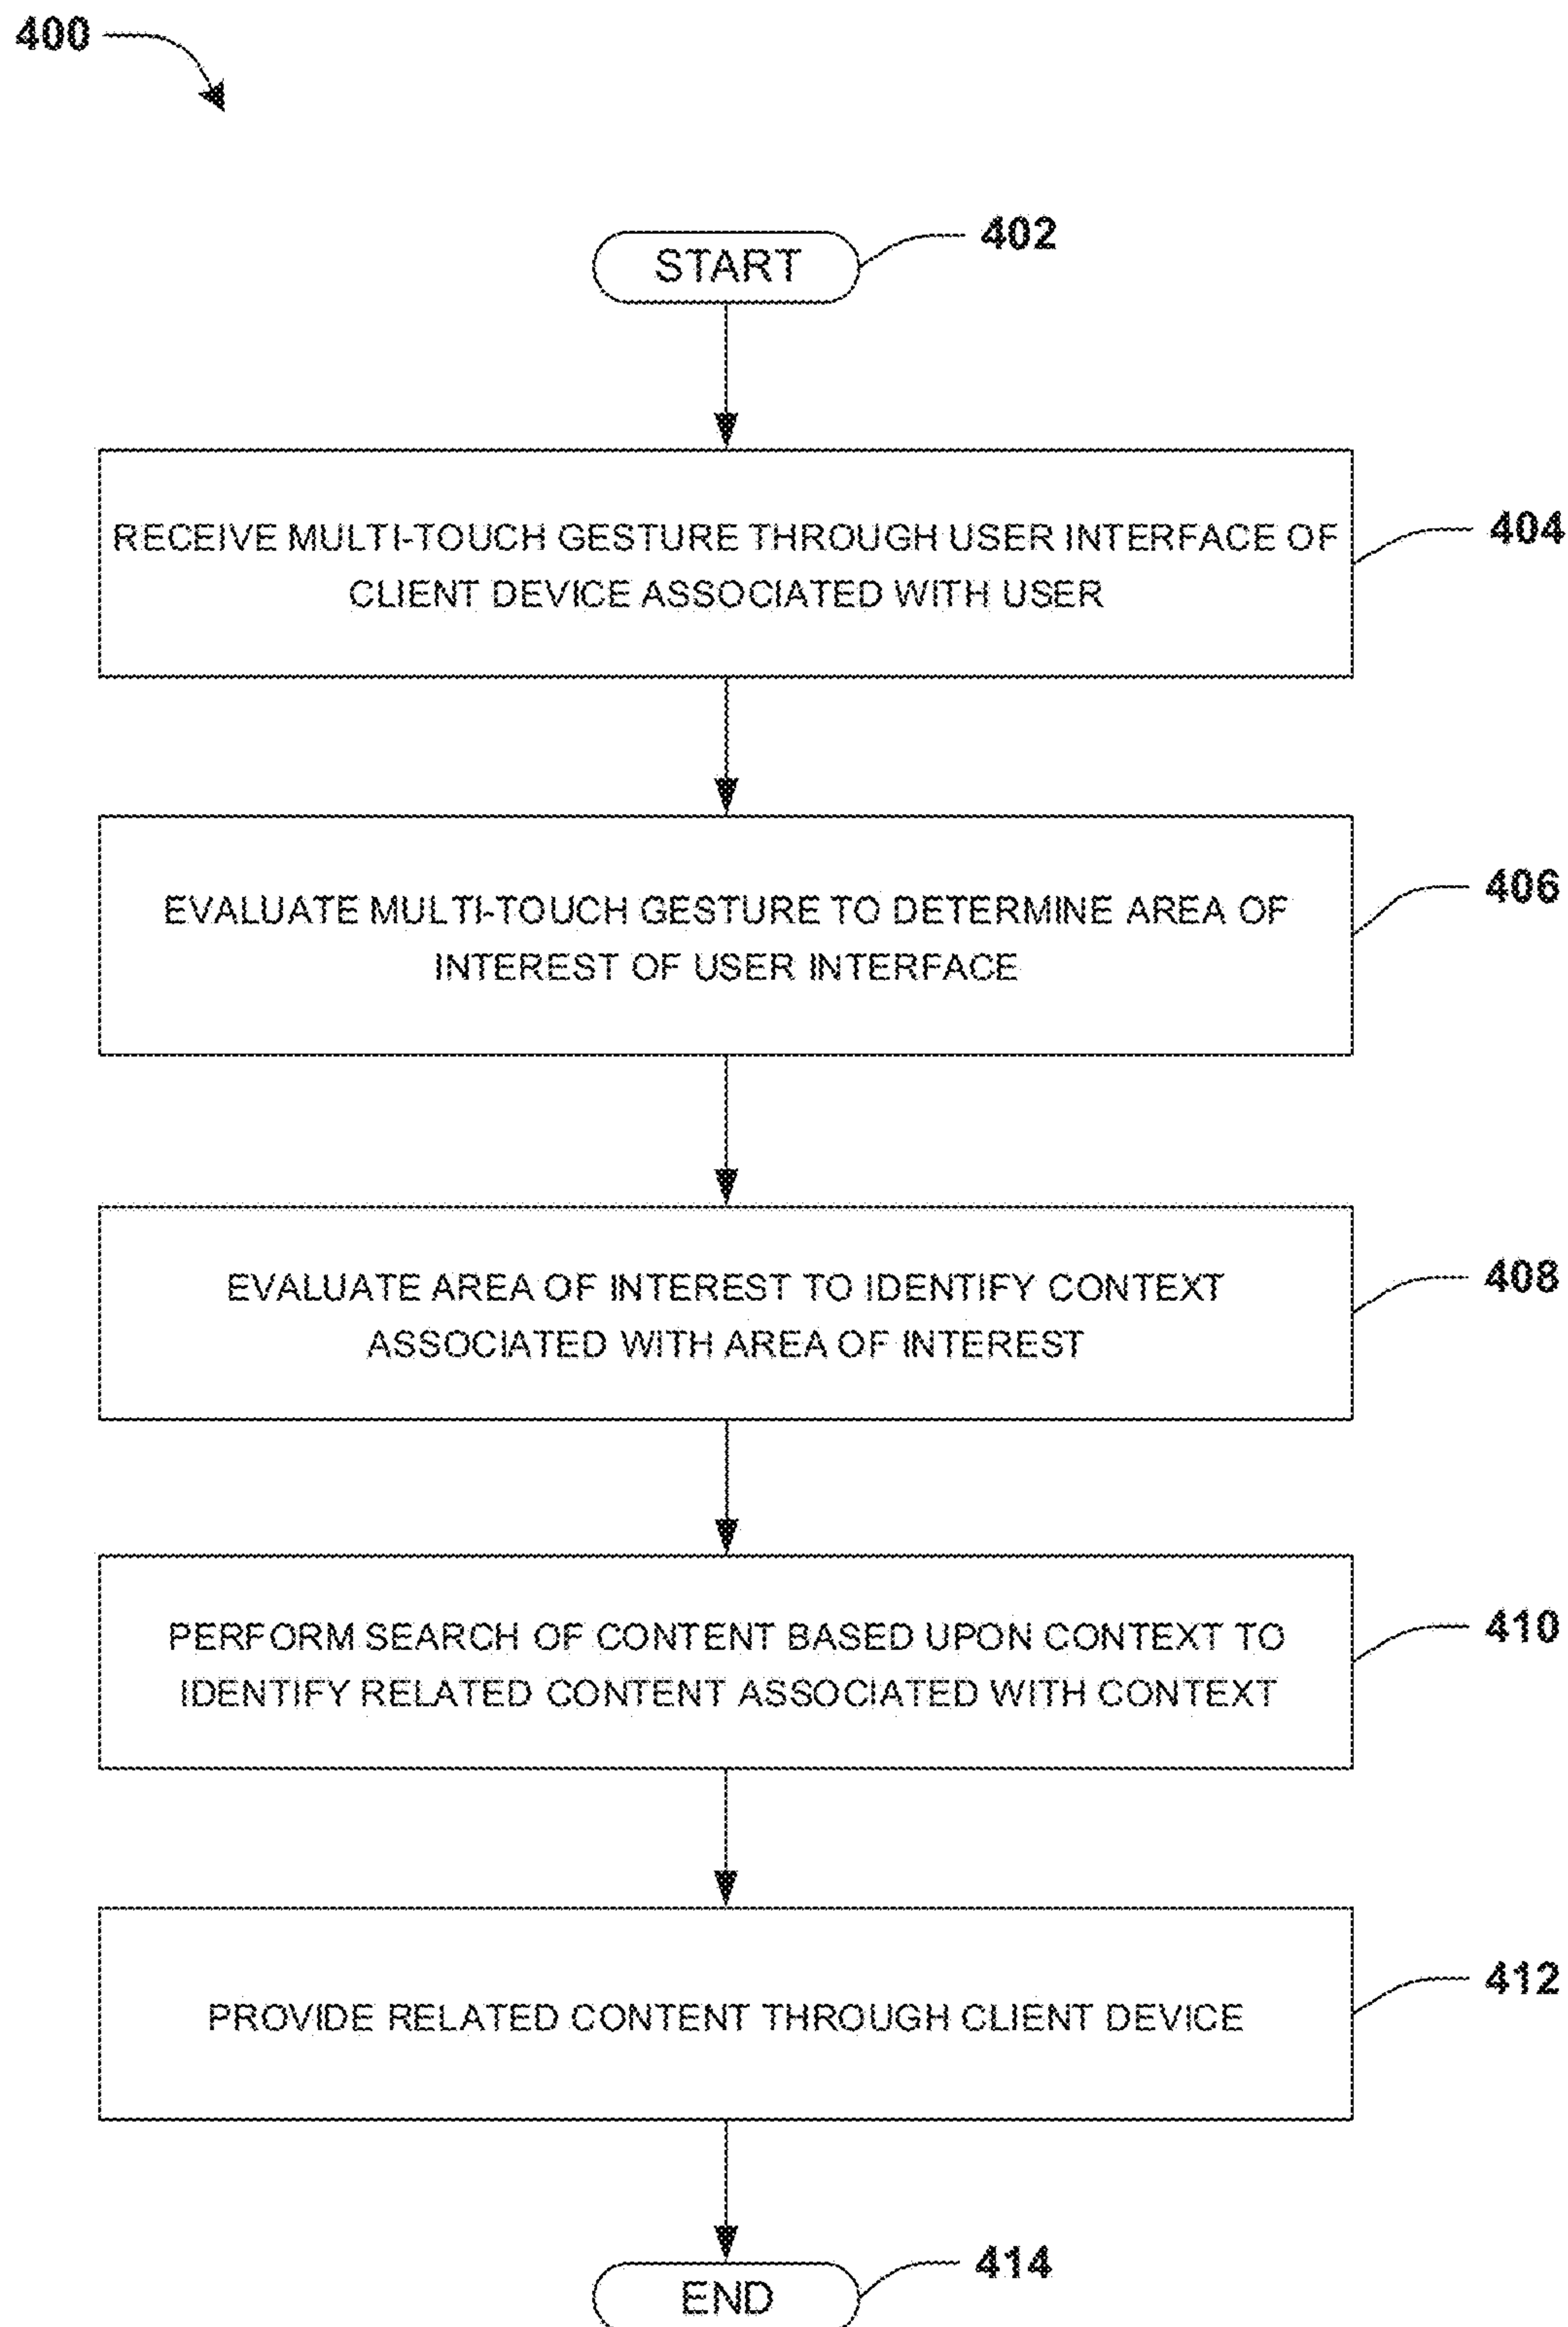 400
START
402
RECEIVE MULTI-TOUCH GESTURE THROUGH USER INTERFACE OF
CLIENT DEVICE ASSOCIATED WITH USER
404
EVALUATE MULTI-TOUCH GESTURE TO DETERMINE AREA OF
INTEREST OF USER INTERFACE
406
EVALUATE AREA OF INTEREST TO IDENTIFY CONTEXT
ASSOCIATED WITH AREA OF INTEREST
408
PERFORM SEARCH OF CONTENT BASED UPON CONTEXT TO
IDENTIFY RELATED CONTENT ASSOCIATED WITH CONTEXT
410
PROVIDE RELATED CONTENT THROUGH CLIENT DEVICE
412
END
414